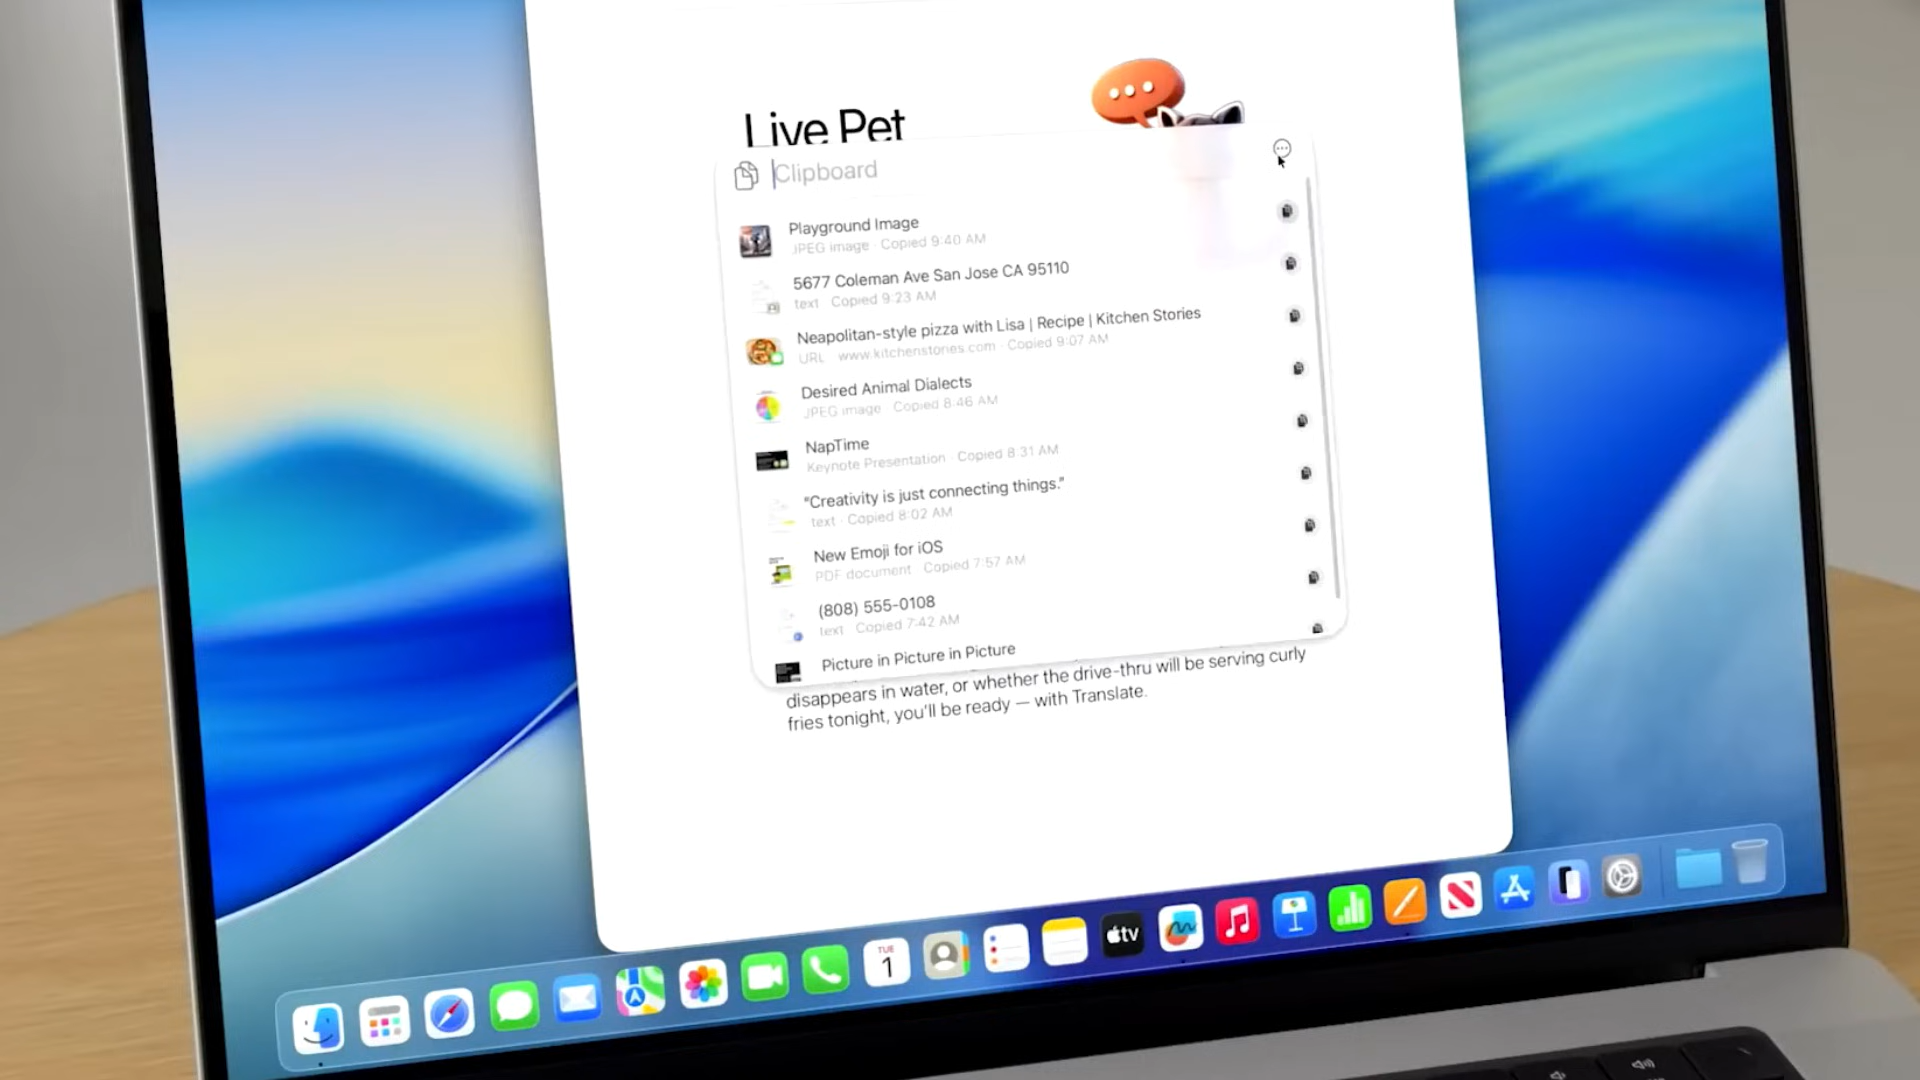 Live Pet
Clipboard
Playground Image
JPEG image · Copied 9:40 AM
5677 Coleman Ave San Jose CA 95110
text · Copied 9:23 AM
Neapolitan-style pizza with Lisa | Recipe | Kitchen Stories
URL · www.kitchenstories.com · Copied 9:07 AM
Desired Animal Dialects
JPEG image · Copied 8:46 AM
NapTime
Keynote Presentation · Copied 8:31 AM
“Creativity is just connecting things.”
text · Copied 8:02 AM
New Emoji for iOS
PDF document · Copied 7:57 AM
(808) 555-0108
text · Copied 7:42 AM
Picture in Picture in Picture
disappears in water, or whether the drive-thru will be serving curly
fries tonight, you'll be ready — with Translate.
TUE
1
tv